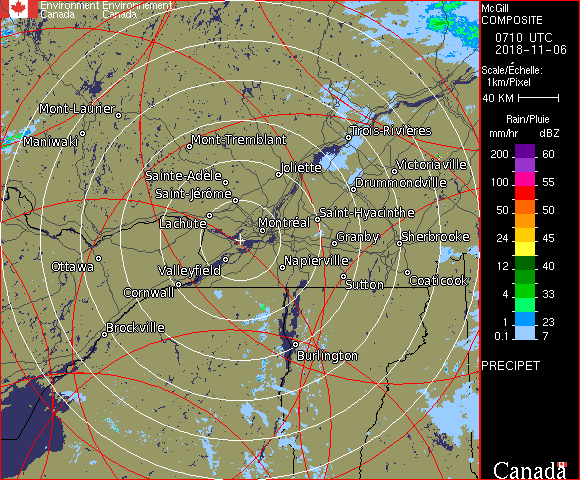 Environment Environnement
Canada Canada
McGill
COMPOSITE
0710 UTC
2018-11-06
Scale/Échelle:
1km/Pixel
40 KM
Rain/Pluie
mm/hr dBZ
200 60
150 57
100 55
50 50
24 45
12 40
4 33
1 23
0.1 7
PRECIPET
Canada
Mont-Laurier
Maniwaki
Mont-Tremblant
Trois-Rivières
Sainte-Adèle
Joliette
Victoriaville
Saint-Jérôme
Drummondville
Lachute
Montréal
Saint-Hyacinthe
Granby
Sherbrooke
Ottawa
Valleyfield
Napierville
Cornwall
Sutton
Coaticook
Brockville
Burlington